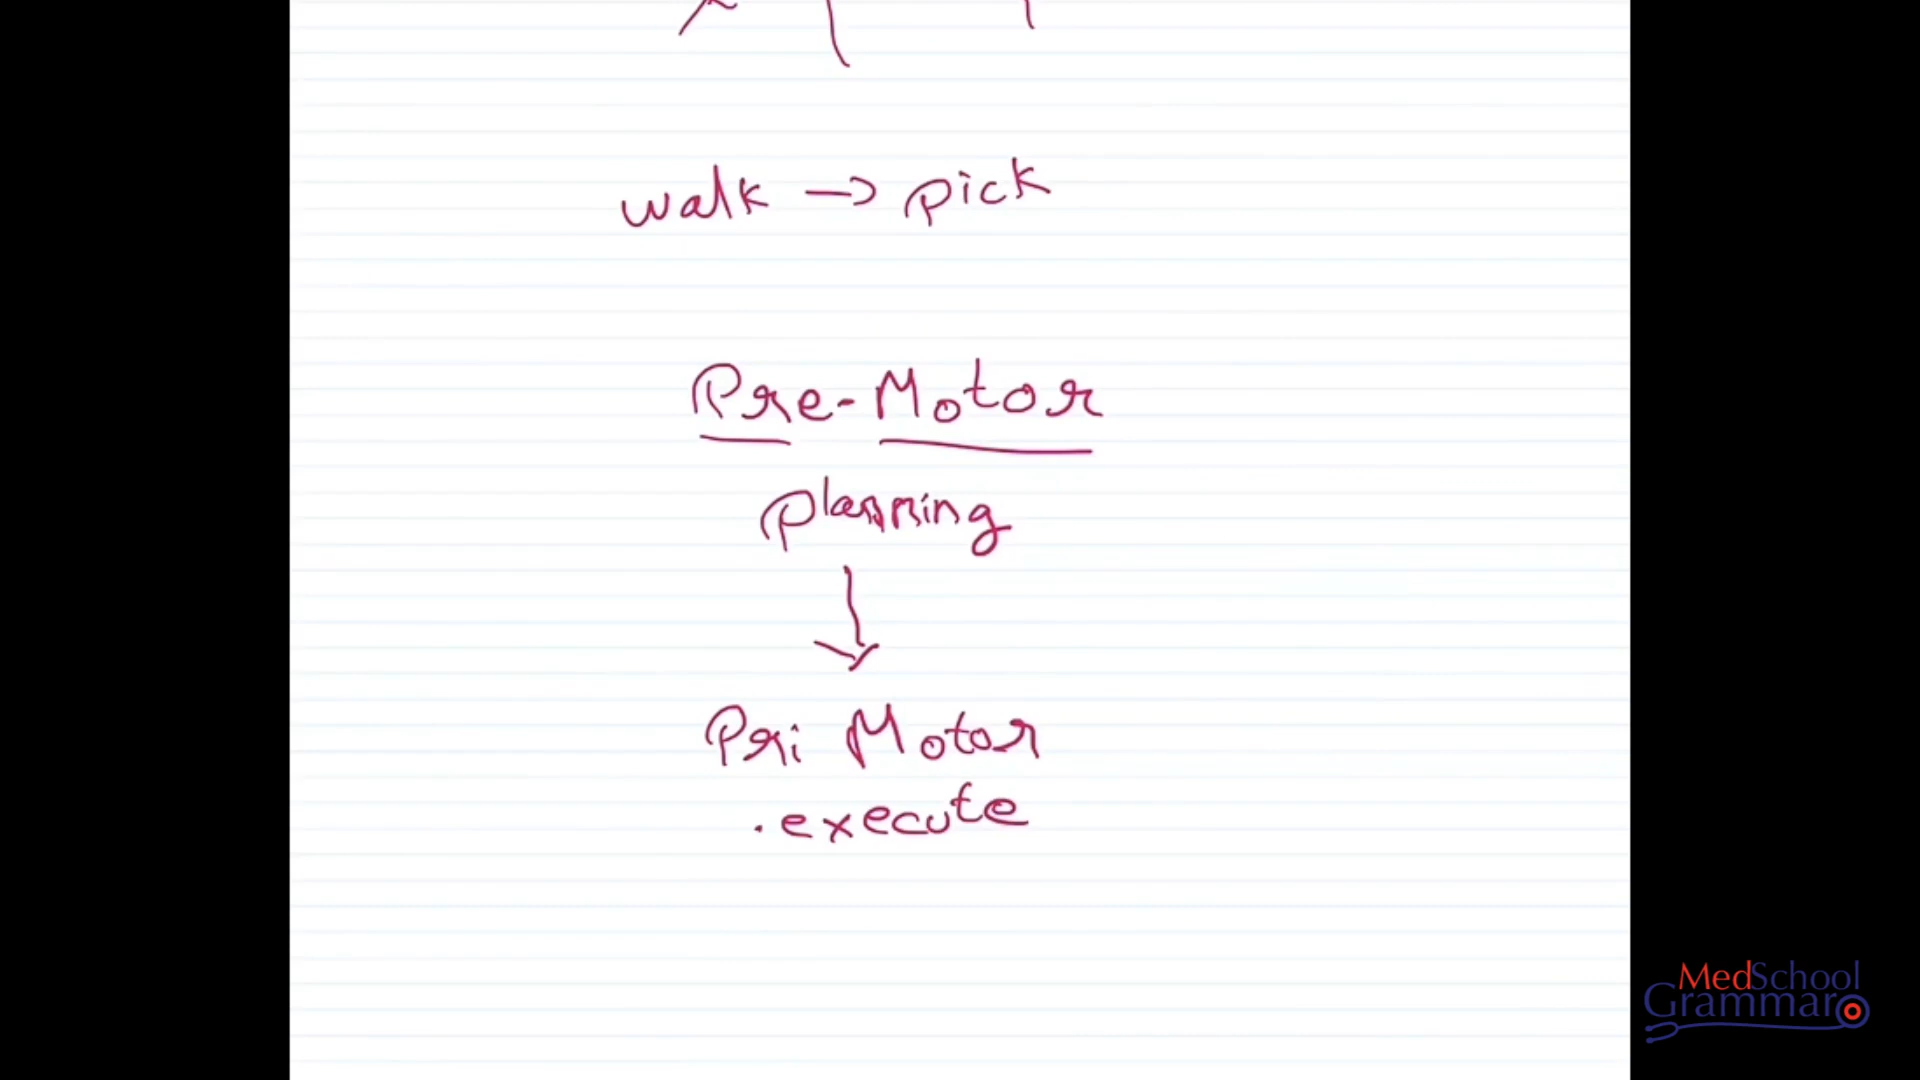 walk → pick
Pre-Motor
planning
↓
Pri Motor
. execute
MedSchool
Grammar